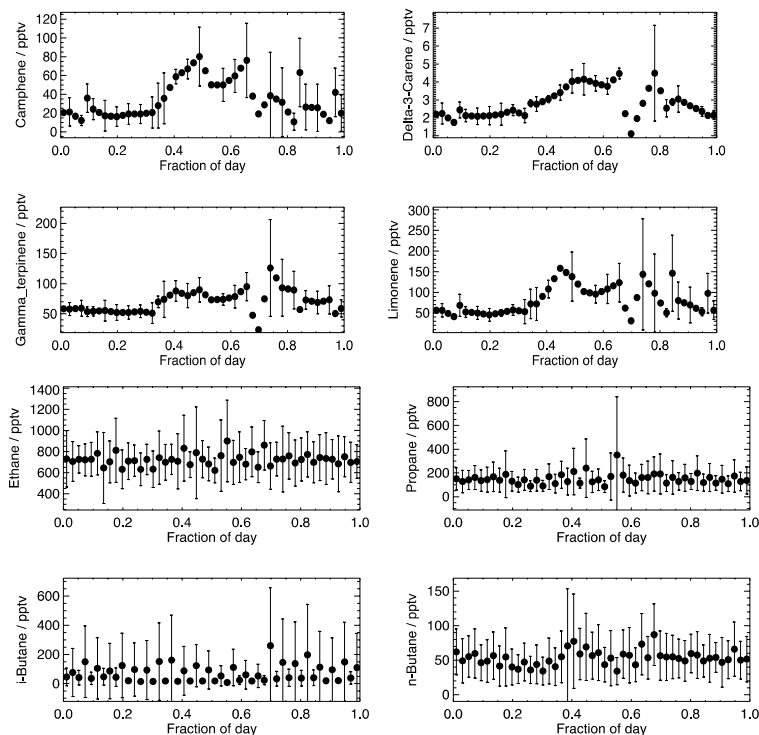 Camphene / pptv
120
100
80
60
40
20
0
0.0 0.2 0.4 0.6 0.8 1.0
Fraction of day
Delta-3-Carene / pptv
7
6
5
4
3
2
1
0.0 0.2 0.4 0.6 0.8 1.0
Fraction of day
Gamma_terpinene / pptv
200
150
100
50
0.0 0.2 0.4 0.6 0.8 1.0
Fraction of day
Limonene / pptv
300
250
200
150
100
50
0
0.0 0.2 0.4 0.6 0.8 1.0
Fraction of day
Ethane / pptv
1400
1200
1000
800
600
400
0.0 0.2 0.4 0.6 0.8 1.0
Fraction of day
Propane / pptv
800
600
400
200
0
0.0 0.2 0.4 0.6 0.8 1.0
Fraction of day
i-Butane / pptv
600
400
200
0
0.0 0.2 0.4 0.6 0.8 1.0
Fraction of day
n-Butane / pptv
150
100
50
0
0.0 0.2 0.4 0.6 0.8 1.0
Fraction of day